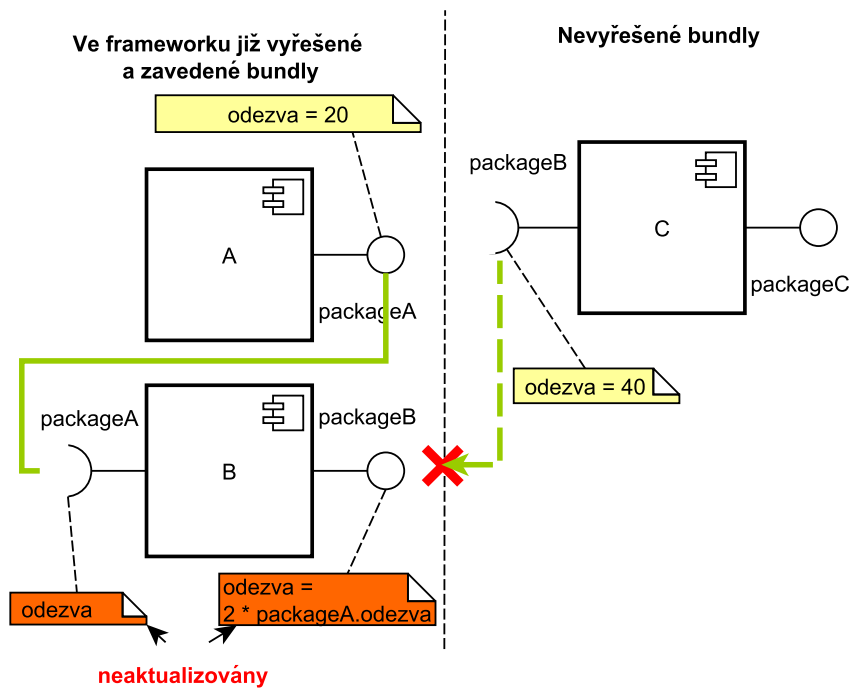 Ve frameworku již vyřešené
a zavedené bundly
Nevyřešené bundly
odezva = 20
packageB
A
C
packageA
packageC
odezva = 40
packageA
packageB
B
odezva
odezva =
2 * packageA.odezva
neaktualizovány